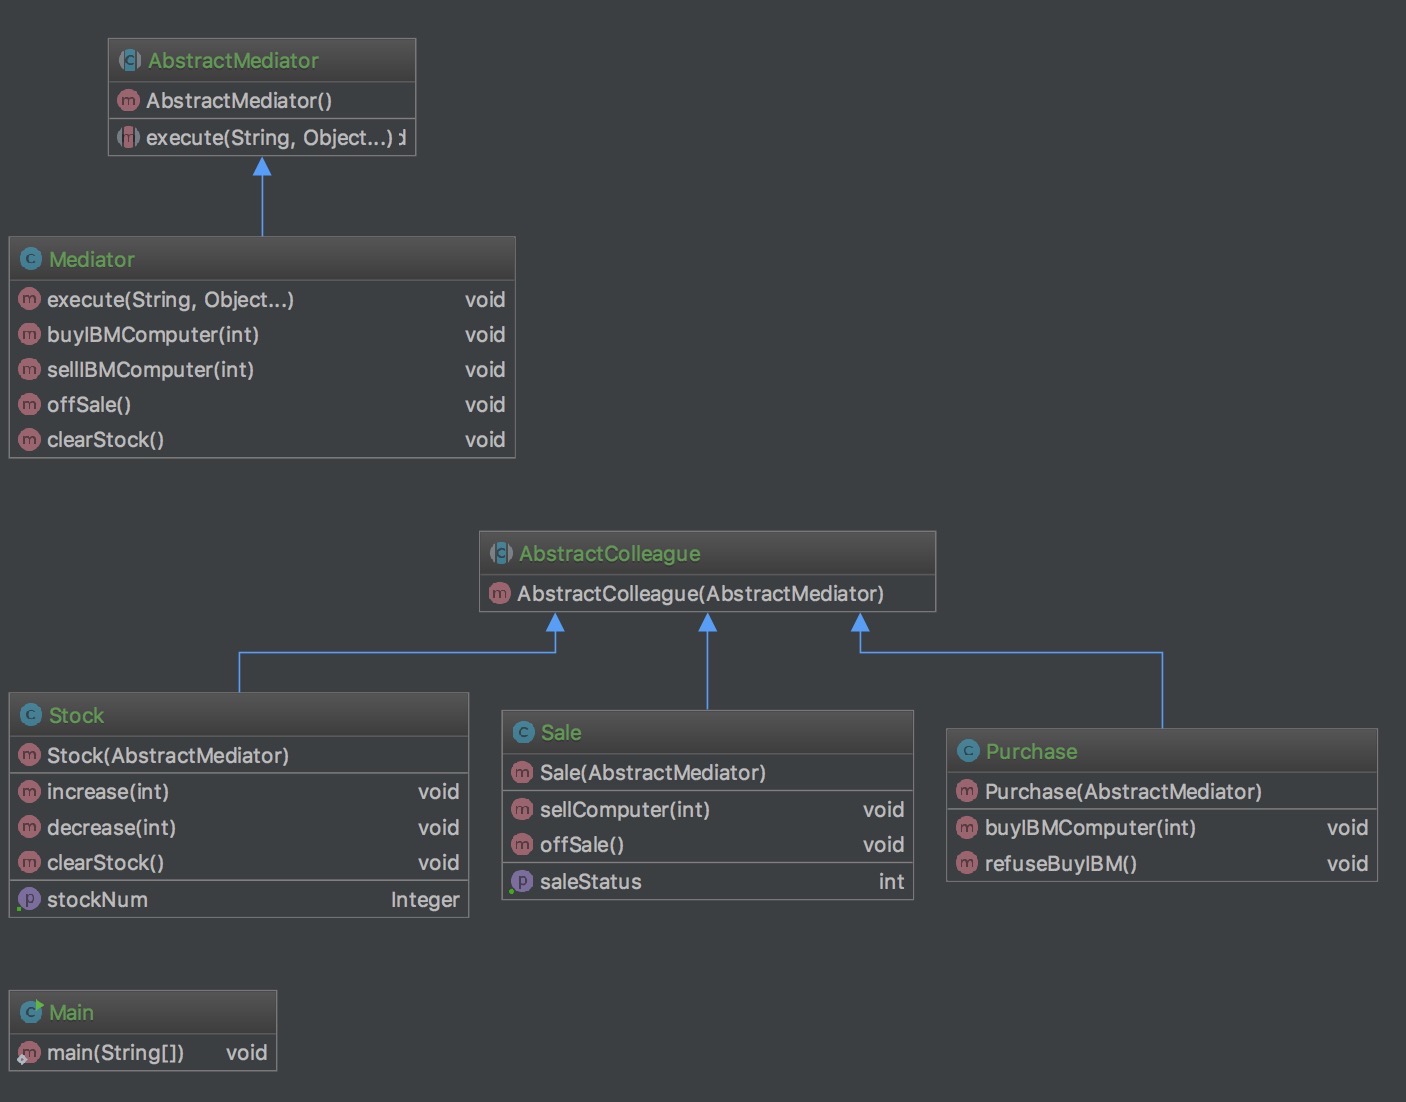 AbstractMediator
AbstractMediator()
execute(String, Object...) d
Mediator
execute(String, Object...) void
buyIBMComputer(int) void
sellIBMComputer(int) void
offSale() void
clearStock() void
AbstractColleague
AbstractColleague(AbstractMediator)
Stock
Stock(AbstractMediator)
increase(int) void
decrease(int) void
clearStock() void
stockNum Integer
Sale
Sale(AbstractMediator)
sellComputer(int) void
offSale() void
saleStatus int
Purchase
Purchase(AbstractMediator)
buyIBMComputer(int) void
refuseBuyIBM() void
Main
main(String[]) void